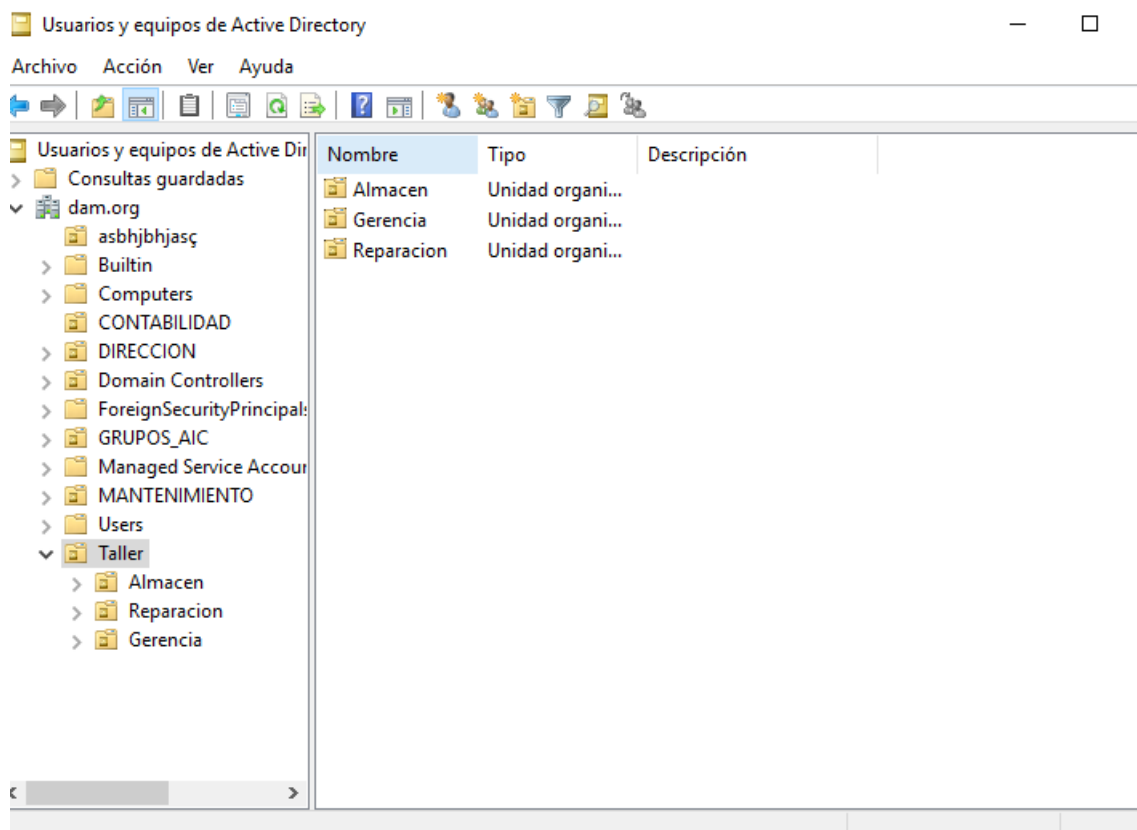 Usuarios y equipos de Active Directory
Archivo Acción Ver Ayuda
Usuarios y equipos de Active Dir
Consultas guardadas
dam.org
asbhjbhjasç
Builtin
Computers
CONTABILIDAD
DIRECCION
Domain Controllers
ForeignSecurityPrincipals
GRUPOS_AIC
Managed Service Accour
MANTENIMIENTO
Users
Taller
Almacen
Reparacion
Gerencia
Nombre Tipo Descripción
Almacen Unidad organi...
Gerencia Unidad organi...
Reparacion Unidad organi...